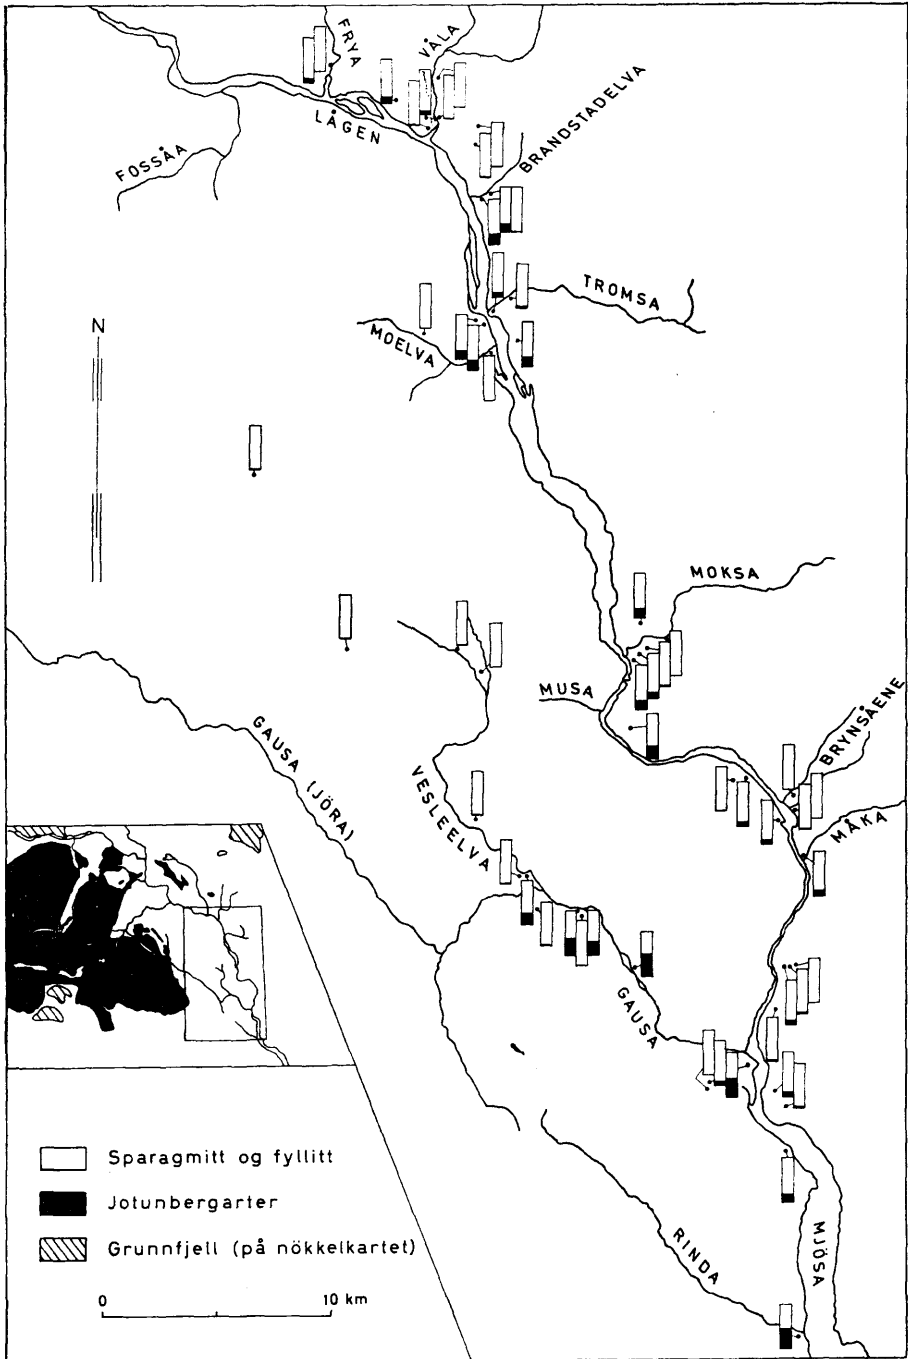 FRYA
VÅLA
LÅGEN
BRANDSTADELVA
FOSSÅA
TROMSA
N
MOELVA
MOKSA
MUSA
BRYNSÅENE
GAUSA (JÖRA)
VESLEELVA
MÅKA
GAUSA
Sparagmitt og fyllitt
Jotunbergarter
Grunnfjell (på nökkelkartet)
RINDA
MJÖSA
0 10 km